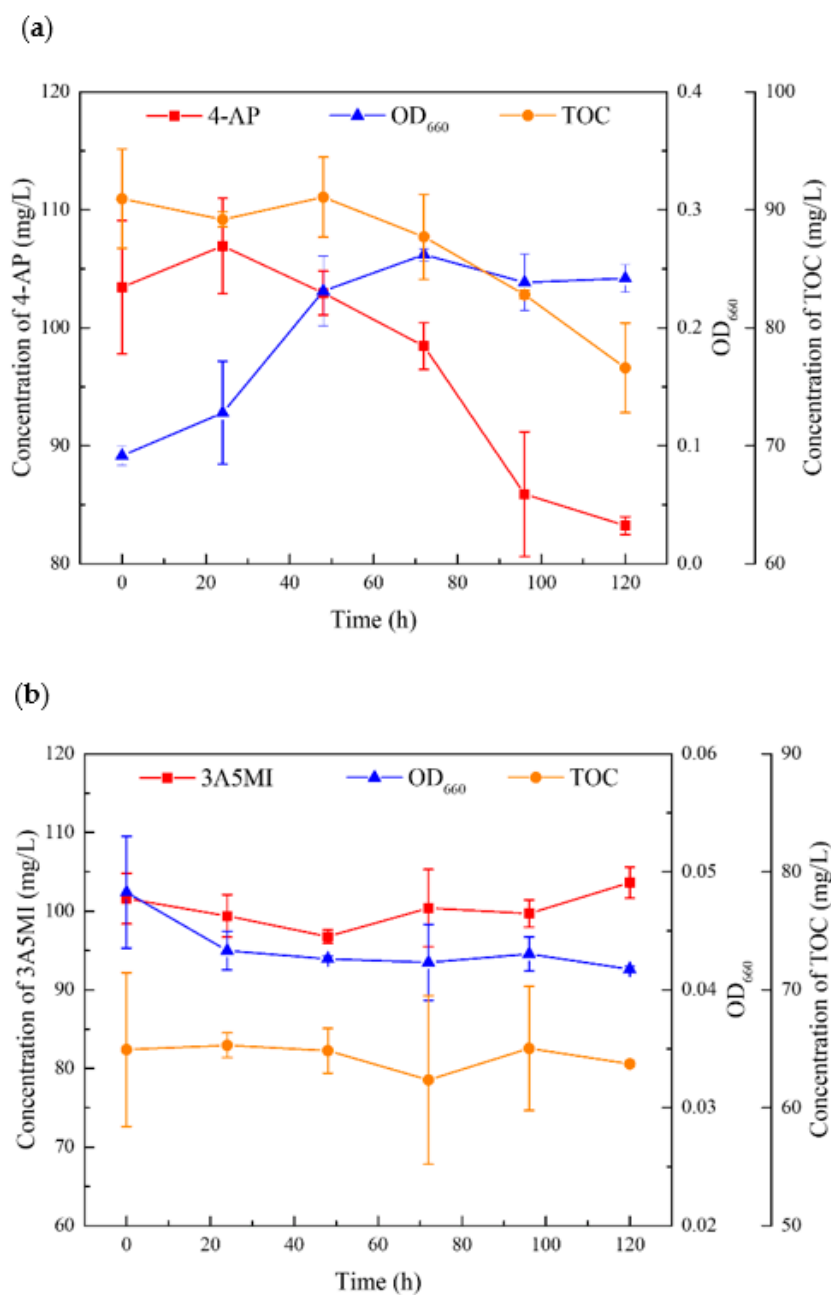 (a)
4-AP OD660 TOC
Concentration of 4-AP (mg/L)
120
110
100
90
80
0.4
0.3
0.2
0.1
0.0
OD660
100
90
80
70
60
Concentration of TOC (mg/L)
0 20 40 60 80 100 120
Time (h)
(b)
3A5MI OD660 TOC
Concentration of 3A5MI (mg/L)
120
110
100
90
80
70
60
0.06
0.05
0.04
0.03
0.02
OD660
90
80
70
60
50
Concentration of TOC (mg/L)
0 20 40 60 80 100 120
Time (h)